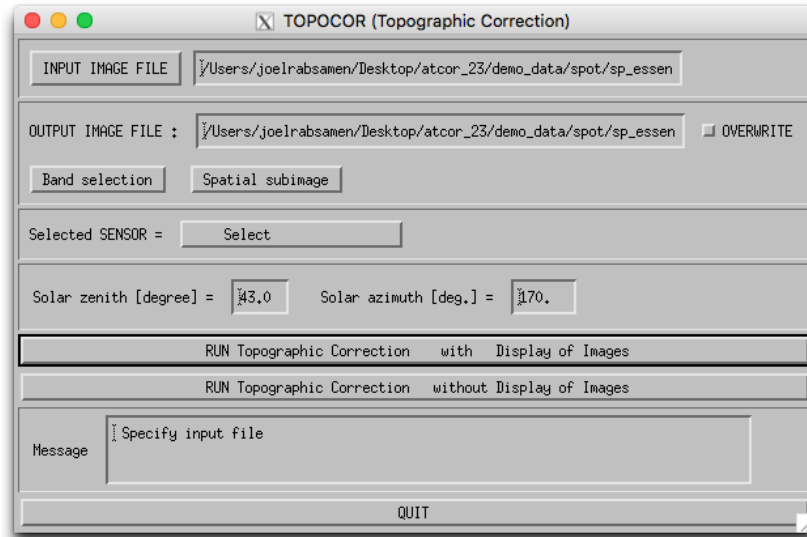 TOPOCOR (Topographic Correction)
INPUT IMAGE FILE /Users/joelrabsamen/Desktop/atcor_23/demo_data/spot/sp_essen
OUTPUT IMAGE FILE : /Users/joelrabsamen/Desktop/atcor_23/demo_data/spot/sp_essen OVERWRITE
Band selection Spatial subimage
Selected SENSOR = Select
Solar zenith [degree] = 43.0 Solar azimuth [deg.] = 170.
RUN Topographic Correction with Display of Images
RUN Topographic Correction without Display of Images
Message Specify input file
QUIT